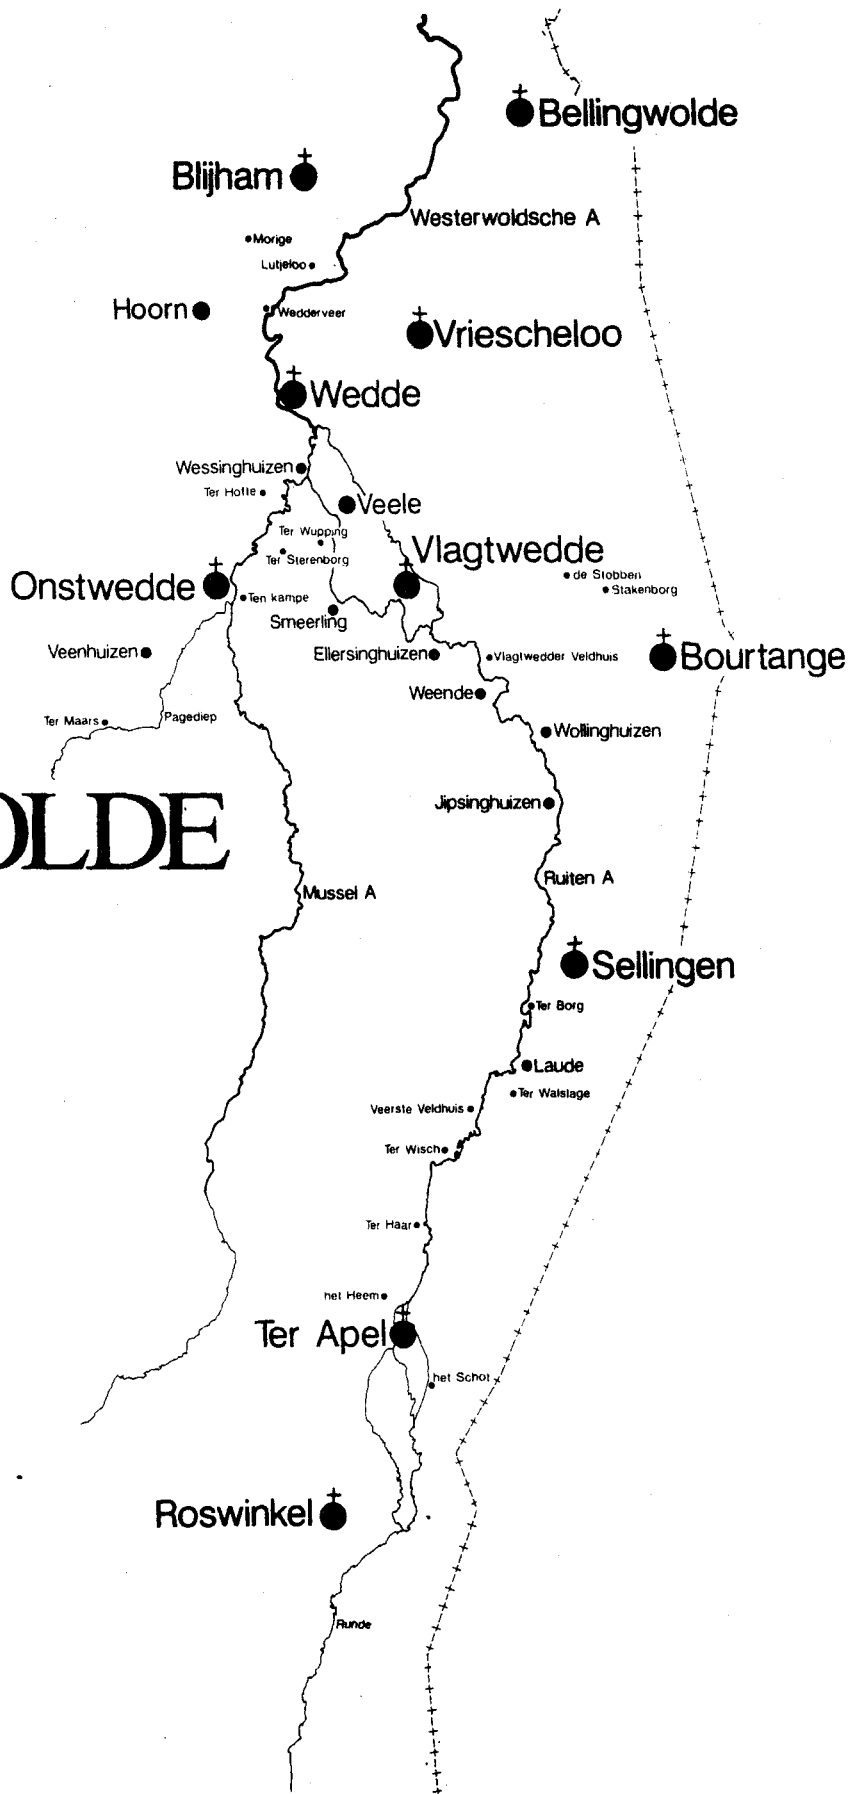 Bellingwolde
Blijham
Westerwoldsche A
Morige
Lutjeloo
Hoorn
Wedderveer
Vriescheloo
Wedde
Wessinghuizen
Ter Holle
Veele
Ter Wupping
Ter Sterenborg
Vlagtwedde
Onstwedde
de Stobben
Stakenborg
Ten kampe
Smeerling
Veenhuizen
Ellersinghuizen
Vlagtwedder Veldhuis
Bourtange
Weende
Ter Maars
Pagediep
Wollinghuizen
OLDE
Jipsinghuizen
Mussel A
Ruiten A
Sellingen
Ter Borg
Laude
Ter Walslage
Veerste Veldhuis
Ter Wisch
Ter Haar
het Heem
Ter Apel
het Schot
Roswinkel
Runde